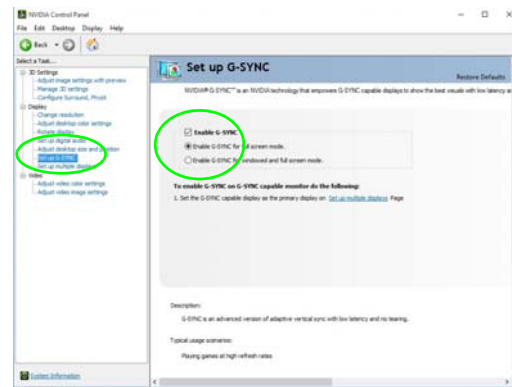 NVIDIA Control Panel
File Edit Desktop Display Help
Back
Select a Task...
3D Settings
Adjust image settings with preview
Manage 3D settings
Configure Surround, PhysX
Display
Change resolution
Adjust desktop color settings
Rotate display
Set up digital audio
Adjust desktop size and position
Set up G-SYNC
Set up multiple displays
Video
Adjust video color settings
Adjust video image settings
System Information
Set up G-SYNC
Restore Defaults
NVIDIA® G-SYNC™ is an NVIDIA technology that empowers G-SYNC capable displays to show the best visuals with low latency a
Enable G-SYNC
Enable G-SYNC for full screen mode.
Enable G-SYNC for windowed and full screen mode.
To enable G-SYNC on G-SYNC capable monitor do the following:
1. Set the G-SYNC capable display as the primary display on Set up multiple displays Page
Description:
G-SYNC is an advanced version of adaptive vertical sync with low latency and no tearing.
Typical usage scenarios:
Playing games at high refresh rates